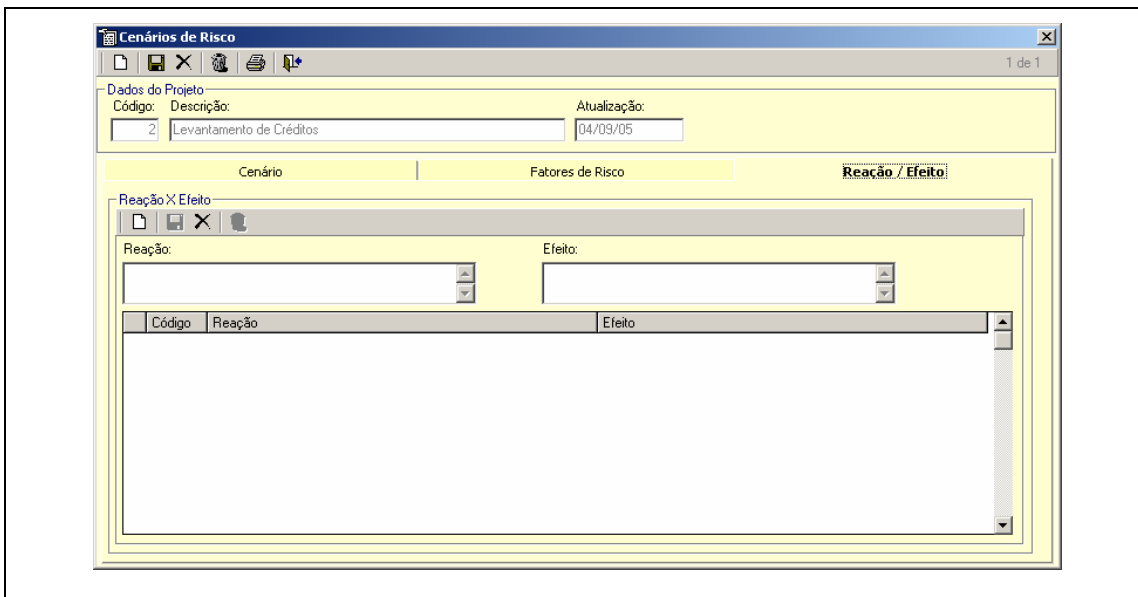 Cenários de Risco
1 de 1
Dados do Projeto
Código: Descrição: Atualização:
2 Levantamento de Créditos 04/09/05
Cenário Fatores de Risco Reação / Efeito
Reação X Efeito
Reação: Efeito:
Código Reação Efeito